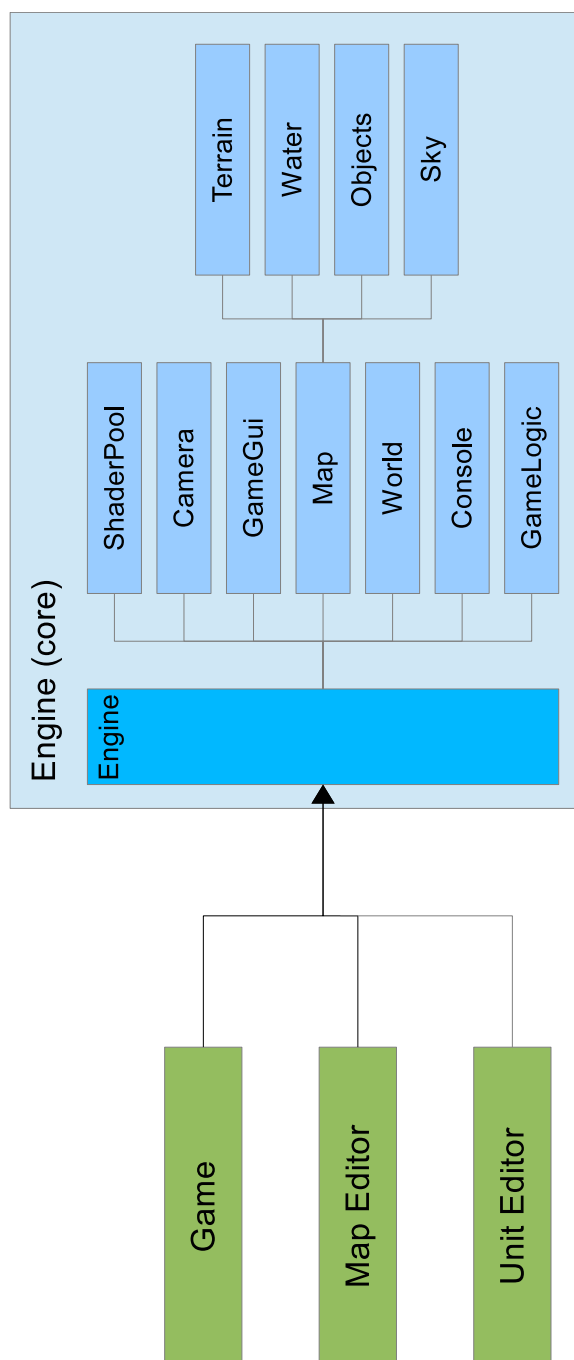 Engine (core)
Engine
ShaderPool
Camera
GameGui
Map
World
Console
GameLogic
Terrain
Water
Objects
Sky
Game
Map Editor
Unit Editor